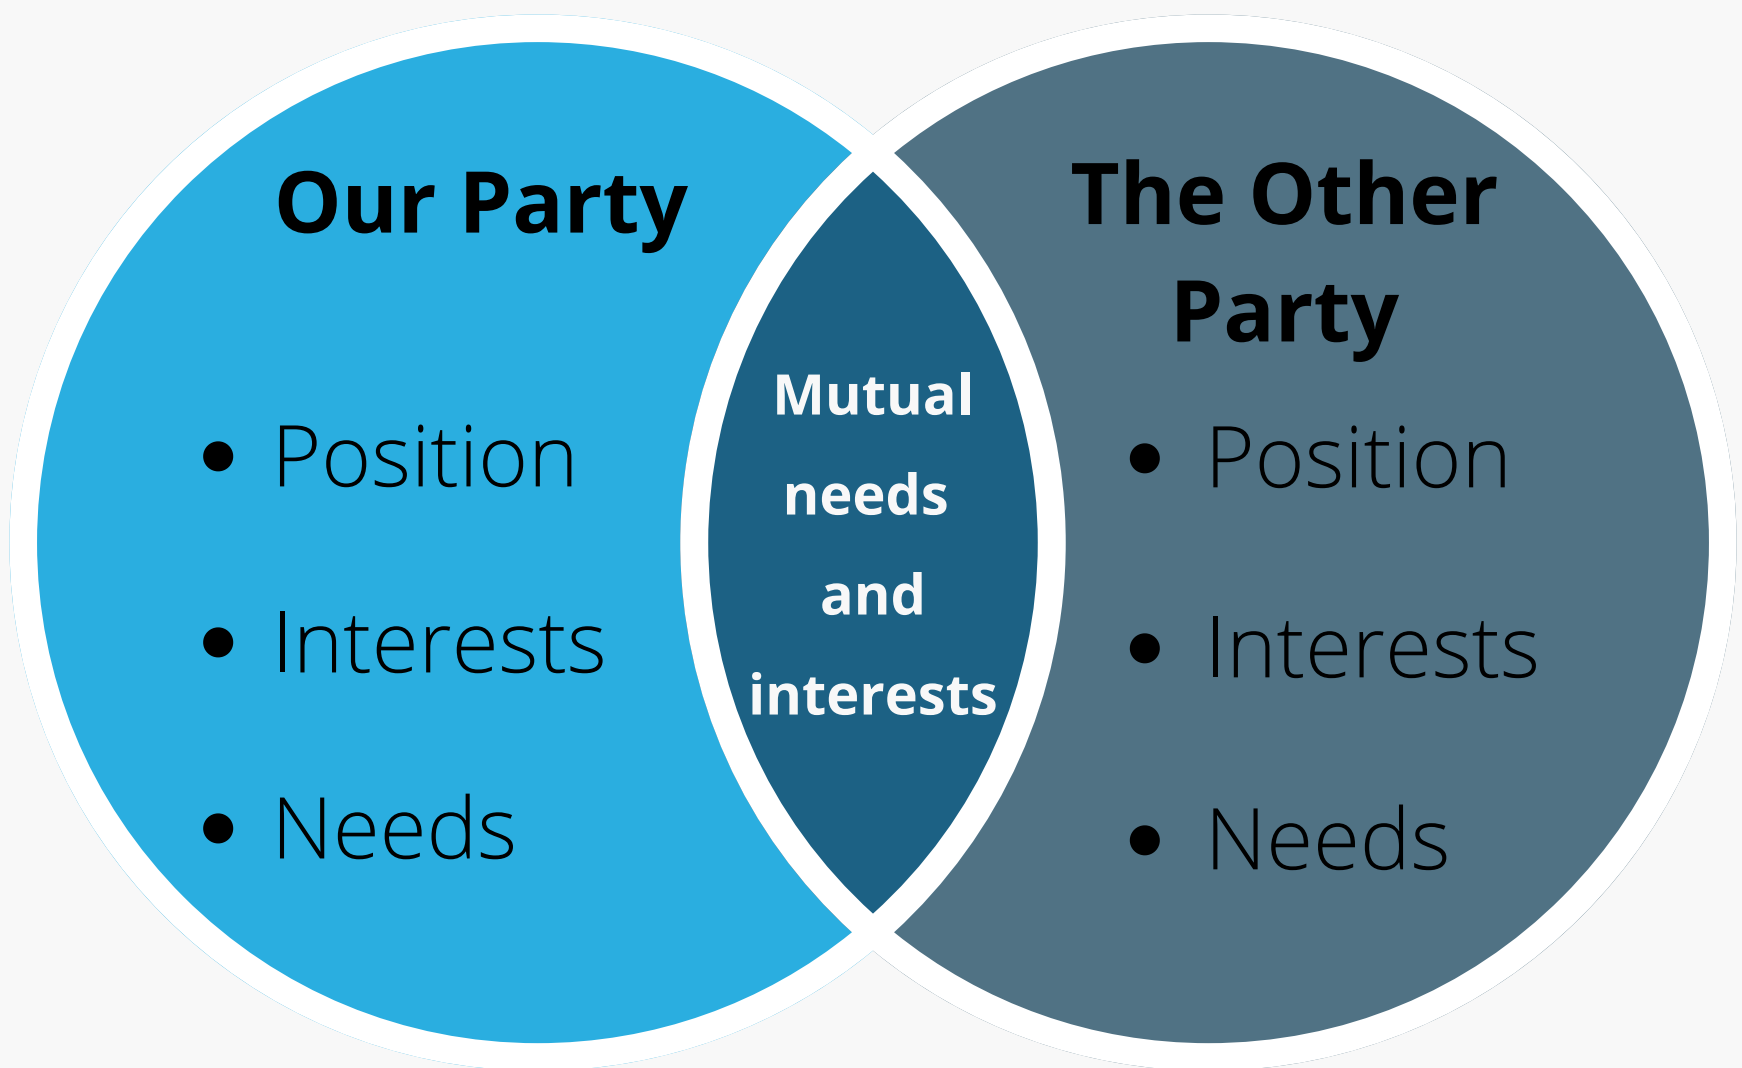 Our Party
• Position
• Interests
• Needs
Mutual
needs
and
interests
The Other
Party
• Position
• Interests
• Needs